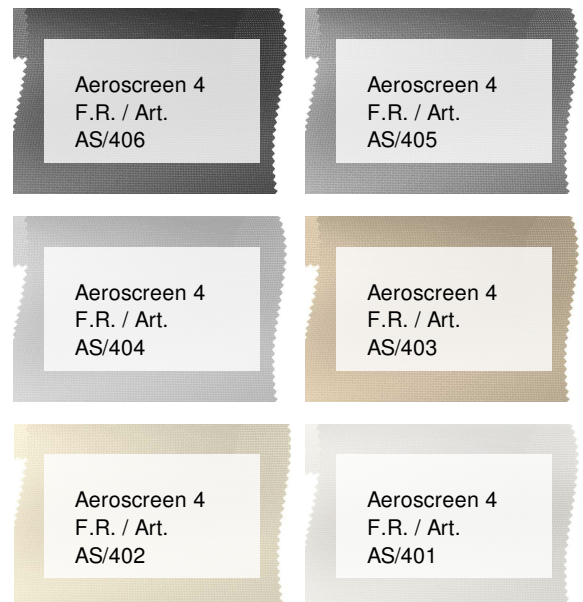 Aeroscreen 4
F.R. / Art.
AS/406
Aeroscreen 4
F.R. / Art.
AS/405
Aeroscreen 4
F.R. / Art.
AS/404
Aeroscreen 4
F.R. / Art.
AS/403
Aeroscreen 4
F.R. / Art.
AS/402
Aeroscreen 4
F.R. / Art.
AS/401